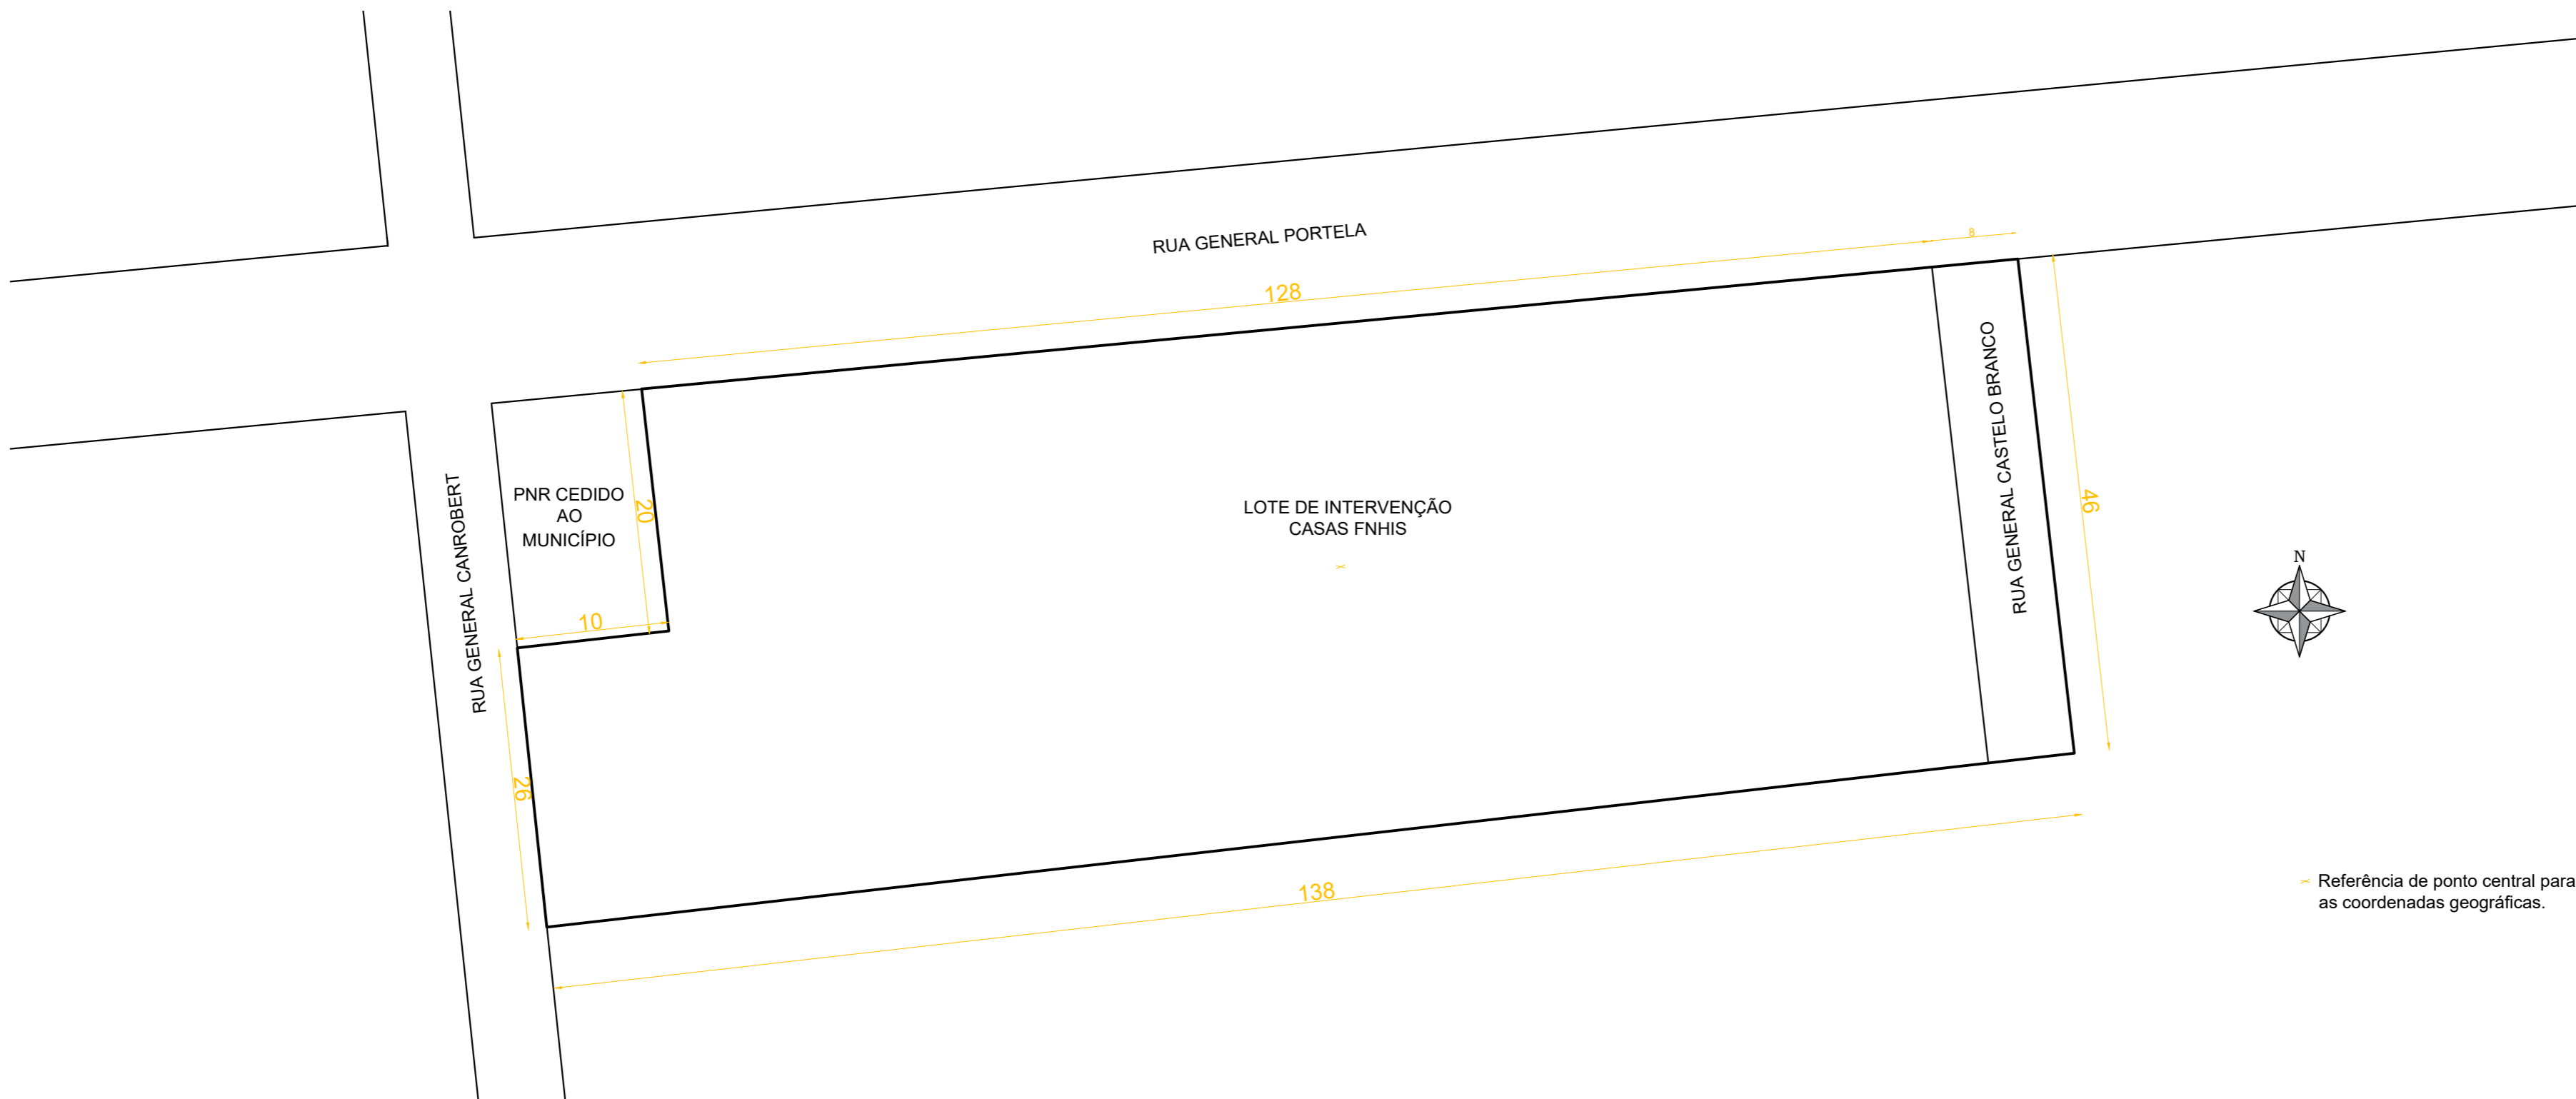 RUA GENERAL PORTELA
8
128
RUA GENERAL CASTELO BRANCO
RUA GENERAL CANROBERT
PNR CEDIDO
AO
MUNICÍPIO
20
LOTE DE INTERVENÇÃO
CASAS FNHIS
46
N
10
26
138
Referência de ponto central para
as coordenadas geográficas.